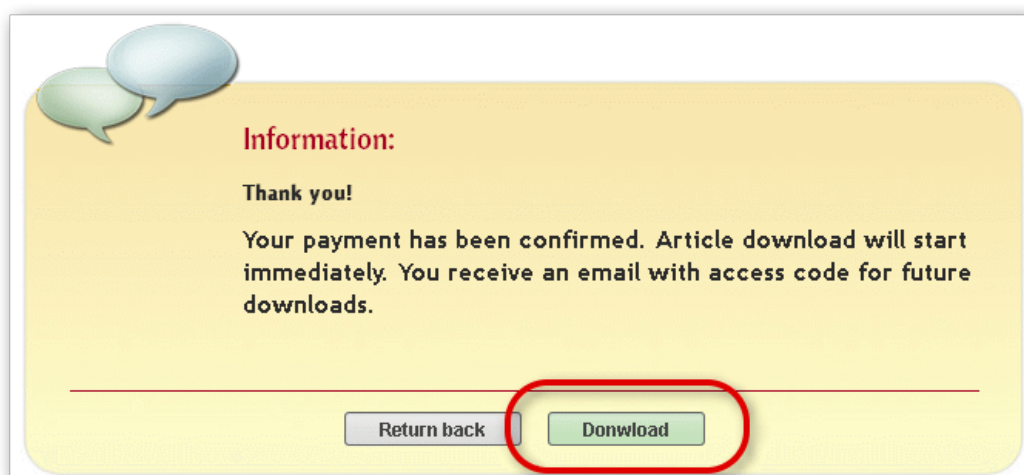 Information:
Thank you!
Your payment has been confirmed. Article download will start
immediately. You receive an email with access code for future
downloads.
Return back
Donwload